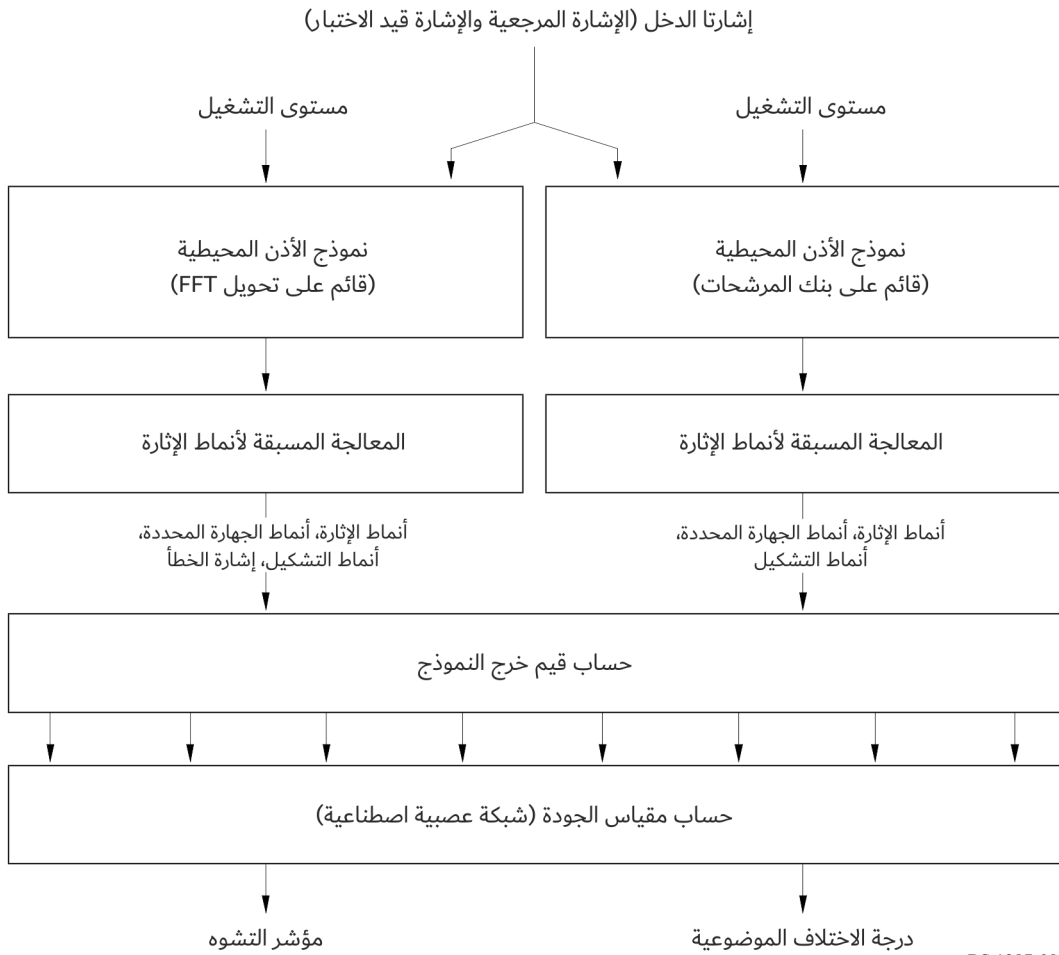 إشارتا الدخل (الإشارة المرجعية والإشارة قيد الاختبار)
مستوى التشغيل
مستوى التشغيل
نموذج الأذن المحيطية
(قائم على بنك المرشحات)
نموذج الأذن المحيطية
(قائم على تحويل FFT)
المعالجة المسبقة لأنماط الإثارة
المعالجة المسبقة لأنماط الإثارة
أنماط الإثارة، أنماط الجهارة المحددة،
أنماط التشكيل
أنماط الإثارة، أنماط الجهارة المحددة،
أنماط التشكيل، إشارة الخطأ
حساب قيم خرج النموذج
حساب مقياس الجودة (شبكة عصبية اصطناعية)
درجة الاختلاف الموضوعية
مؤشر التشوه